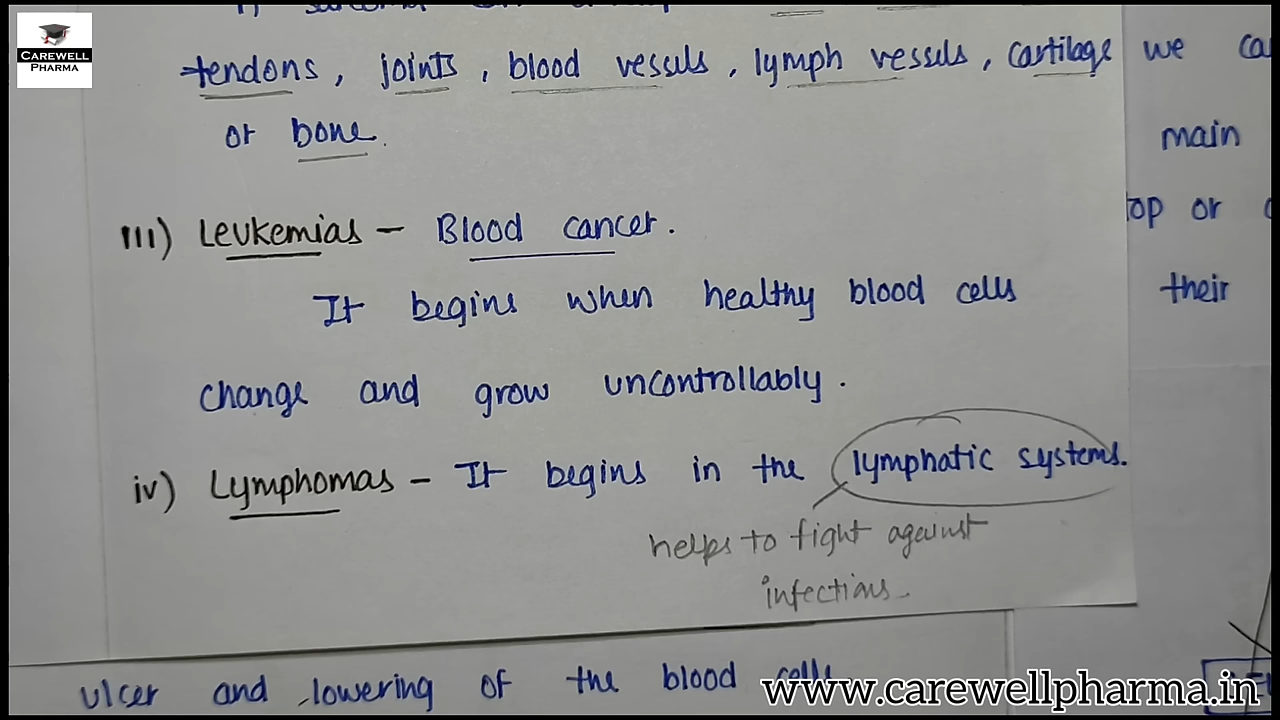 CAREWELL
PHARMA
tendons, joints, blood vessels, lymph vessels, cartilage
or bone.
III) Leukemias - Blood cancer.
It begins when healthy blood cells
change and grow uncontrollably.
iv) Lymphomas - It begins in the lymphatic systems.
helps to fight against
infections.
we
main
or
their
ulcer and lowering of the blood cells
www.carewellpharma.in